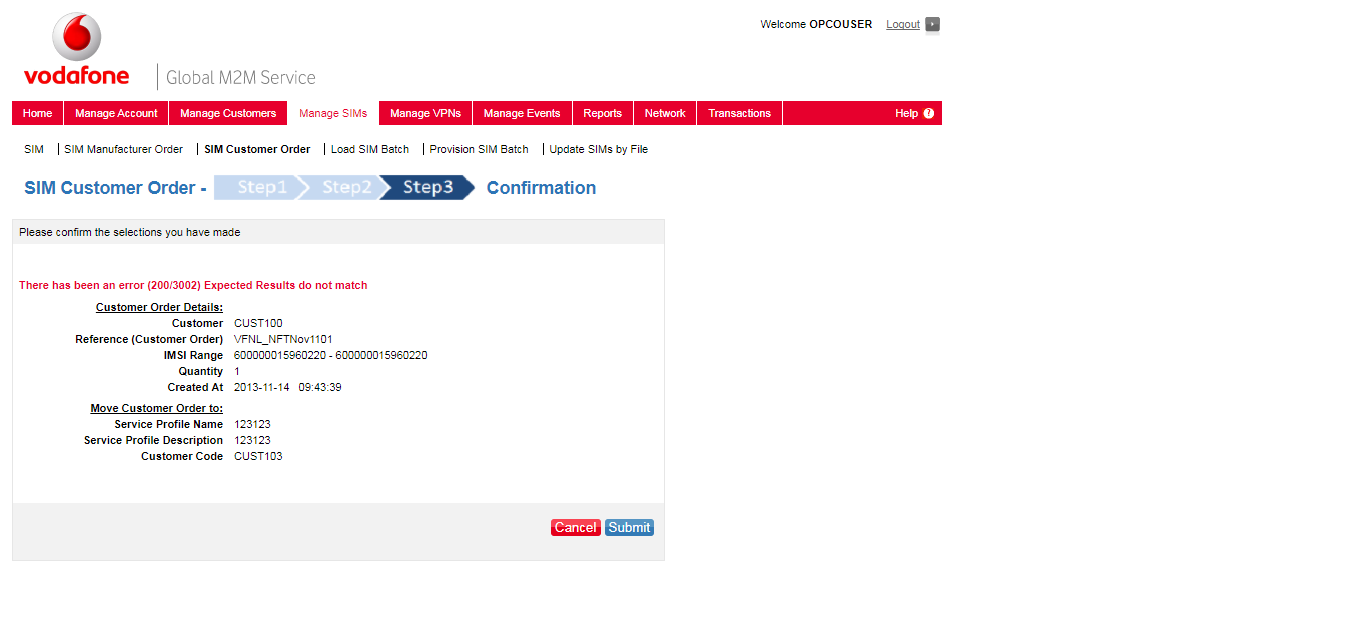 Welcome OPCOUSER Logout
vodafone Global M2M Service
Home Manage Account Manage Customers Manage SIMs Manage VPNs Manage Events Reports Network Transactions Help ?
SIM SIM Manufacturer Order SIM Customer Order Load SIM Batch Provision SIM Batch Update SIMs by File
SIM Customer Order - Step1 Step2 Step3 Confirmation
Please confirm the selections you have made
There has been an error (200/3002) Expected Results do not match
Customer Order Details:
Customer CUST100
Reference (Customer Order) VFNL_NFTNov1101
IMSI Range 600000015960220 - 600000015960220
Quantity 1
Created At 2013-11-14 09:43:39
Move Customer Order to:
Service Profile Name 123123
Service Profile Description 123123
Customer Code CUST103
Cancel Submit